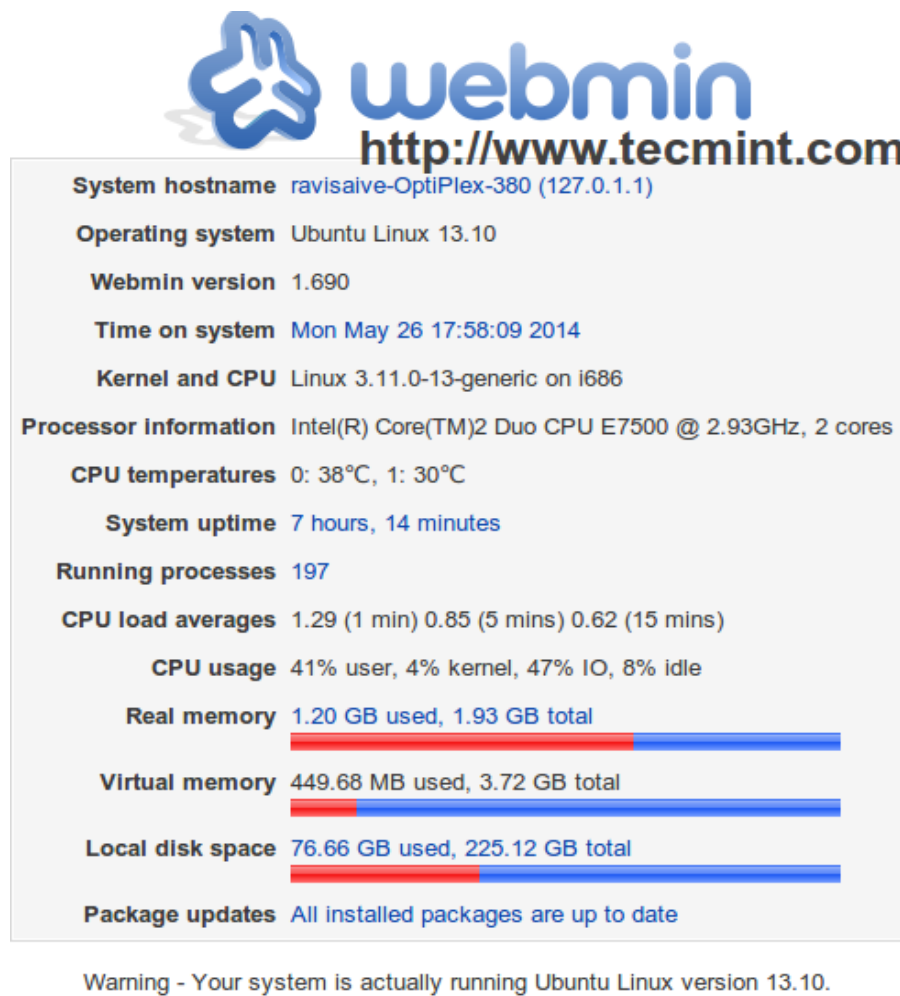 webmin
http://www.tecmint.com
System hostname ravisaive-OptiPlex-380 (127.0.1.1)
Operating system Ubuntu Linux 13.10
Webmin version 1.690
Time on system Mon May 26 17:58:09 2014
Kernel and CPU Linux 3.11.0-13-generic on i686
Processor information Intel(R) Core(TM)2 Duo CPU E7500 @ 2.93GHz, 2 cores
CPU temperatures 0: 38℃, 1: 30℃
System uptime 7 hours, 14 minutes
Running processes 197
CPU load averages 1.29 (1 min) 0.85 (5 mins) 0.62 (15 mins)
CPU usage 41% user, 4% kernel, 47% IO, 8% idle
Real memory 1.20 GB used, 1.93 GB total
Virtual memory 449.68 MB used, 3.72 GB total
Local disk space 76.66 GB used, 225.12 GB total
Package updates All installed packages are up to date
Warning - Your system is actually running Ubuntu Linux version 13.10.